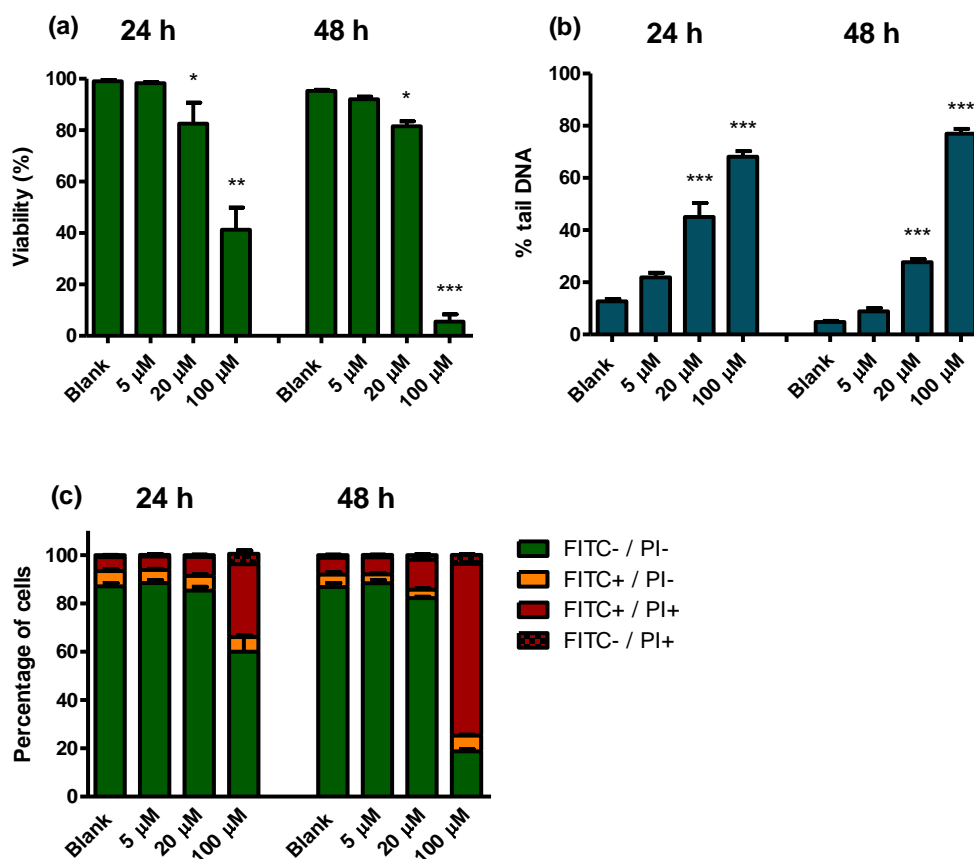 (a)
24 h
48 h
Viability (%)
100
80
60
40
20
0
*
**
*
***
Blank
5 µM
20 µM
100 µM
Blank
5 µM
20 µM
100 µM
(b)
24 h
48 h
% tail DNA
100
80
60
40
20
0
***
***
***
***
Blank
5 µM
20 µM
100 µM
Blank
5 µM
20 µM
100 µM
(c)
24 h
48 h
Percentage of cells
100
80
60
40
20
0
Blank
5 µM
20 µM
100 µM
Blank
5 µM
20 µM
100 µM
FITC- / PI-
FITC+ / PI-
FITC+ / PI+
FITC- / PI+